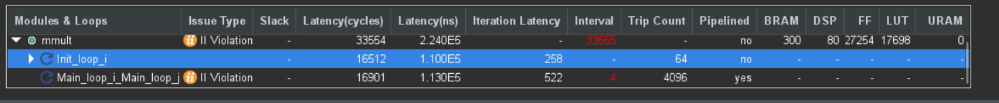 Modules & Loops Issue Type Slack Latency(cycles) Latency(ns) Iteration Latency Interval Trip Count Pipelined BRAM DSP FF LUT URAM
mmult II Violation - 33554 2.240E5 - 33555 - no 300 80 27254 17698 0
Init_loop_i - 16512 1.100E5 258 - 64 no - - - - -
Main_loop_i_Main_loop_j II Violation - 16901 1.130E5 522 4 4096 yes - - - - -